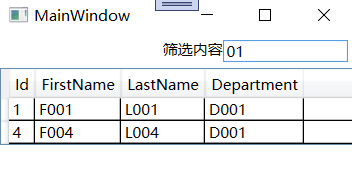 MainWindow
筛选内容 01
Id FirstName LastName Department
1 F001 L001 D001
4 F004 L004 D001